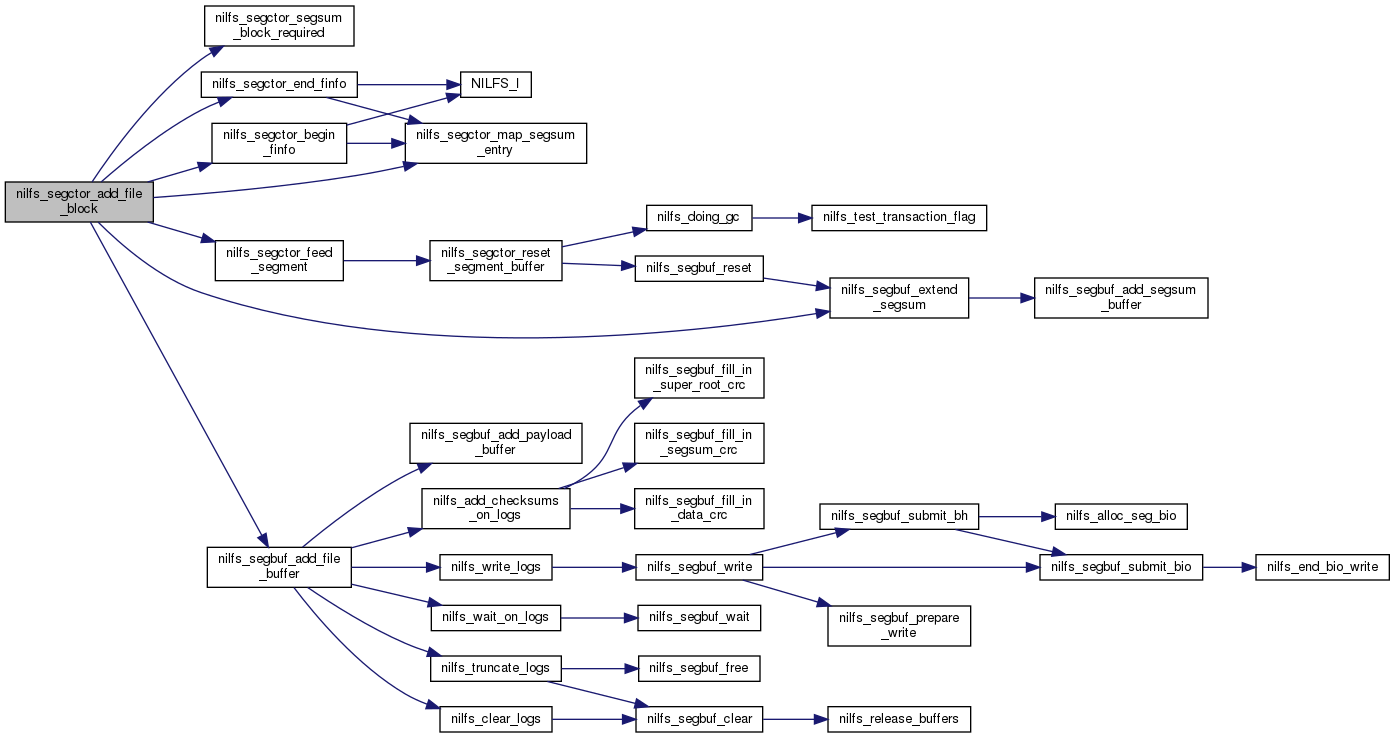 nilfs_segctor_add_file
_block
nilfs_segctor_segsum
_block_required
nilfs_segctor_end_finfo
nilfs_segctor_begin
_finfo
nilfs_segctor_feed
_segment
nilfs_segbuf_add_file
_buffer
NILFS_I
nilfs_segctor_map_segsum
_entry
nilfs_segctor_reset
_segment_buffer
nilfs_doing_gc
nilfs_test_transaction_flag
nilfs_segbuf_reset
nilfs_segbuf_extend
_segsum
nilfs_segbuf_add_segsum
_buffer
nilfs_segbuf_add_payload
_buffer
nilfs_add_checksums
_on_logs
nilfs_segbuf_fill_in
_super_root_crc
nilfs_segbuf_fill_in
_segsum_crc
nilfs_segbuf_fill_in
_data_crc
nilfs_write_logs
nilfs_segbuf_write
nilfs_segbuf_submit_bh
nilfs_alloc_seg_bio
nilfs_segbuf_submit_bio
nilfs_end_bio_write
nilfs_segbuf_prepare
_write
nilfs_wait_on_logs
nilfs_segbuf_wait
nilfs_truncate_logs
nilfs_segbuf_free
nilfs_clear_logs
nilfs_segbuf_clear
nilfs_release_buffers